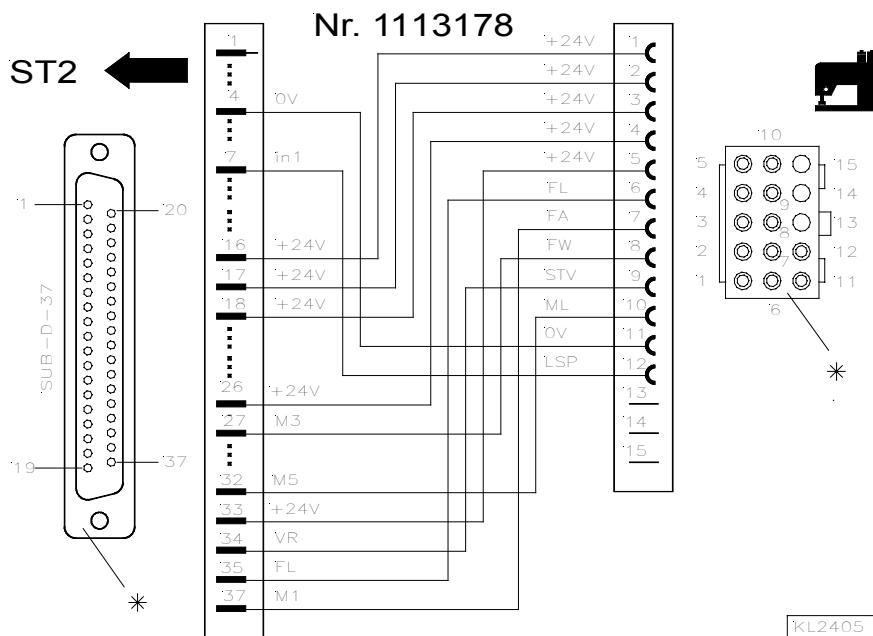 Nr. 1113178
ST2
1
4 0V
7 in1
16 +24V
17 +24V
18 +24V
26 +24V
27 M3
32 M5
33 +24V
34 VR
35 FL
37 M1
+24V 1
+24V 2
+24V 3
+24V 4
+24V 5
FL 6
FA 7
FW 8
STV 9
ML 10
0V 11
LSP 12
13
14
15
1 20
SUB-D-37
19 37
10
5 15
4 14
9
3 13
8
2 12
7
1 11
6
KL2405